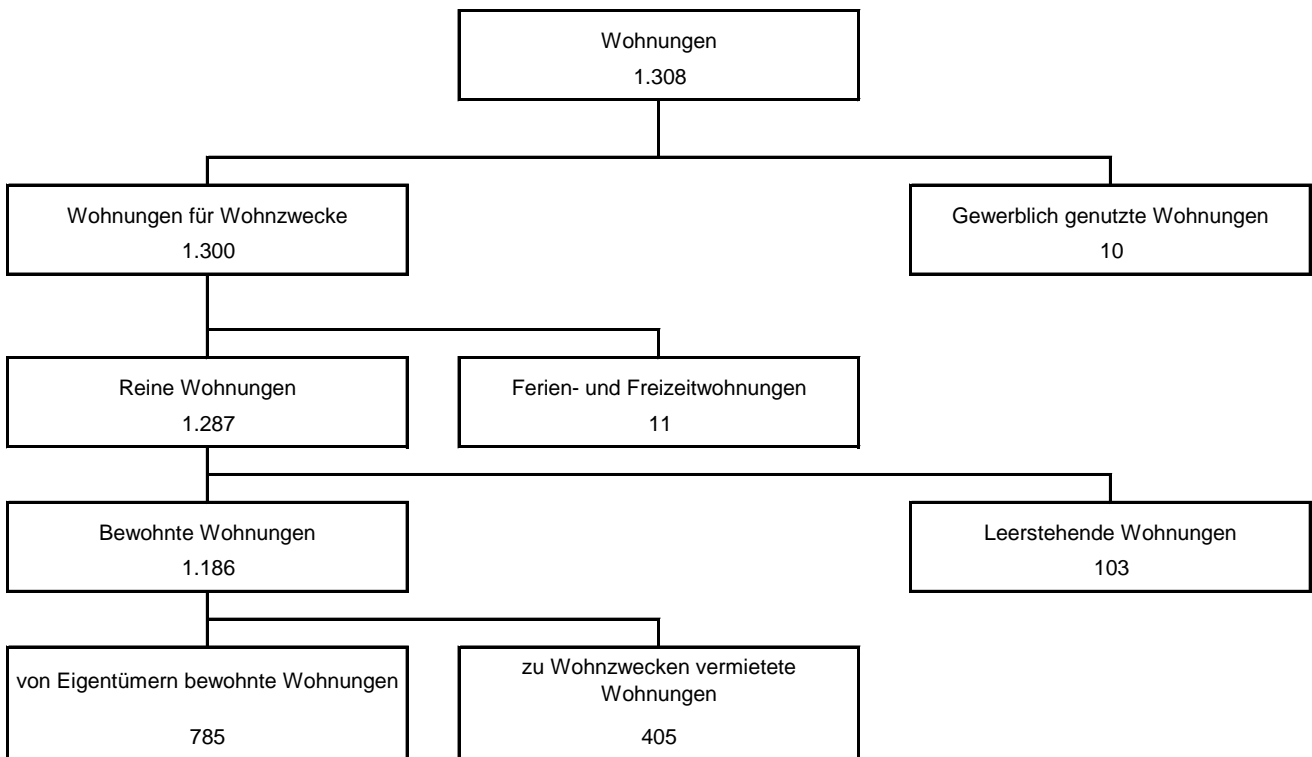 Wohnungen
1.308
Wohnungen für Wohnzwecke
1.300
Gewerblich genutzte Wohnungen
10
Reine Wohnungen
1.287
Ferien- und Freizeitwohnungen
11
Bewohnte Wohnungen
1.186
Leerstehende Wohnungen
103
von Eigentümern bewohnte Wohnungen
785
zu Wohnzwecken vermietete
Wohnungen
405